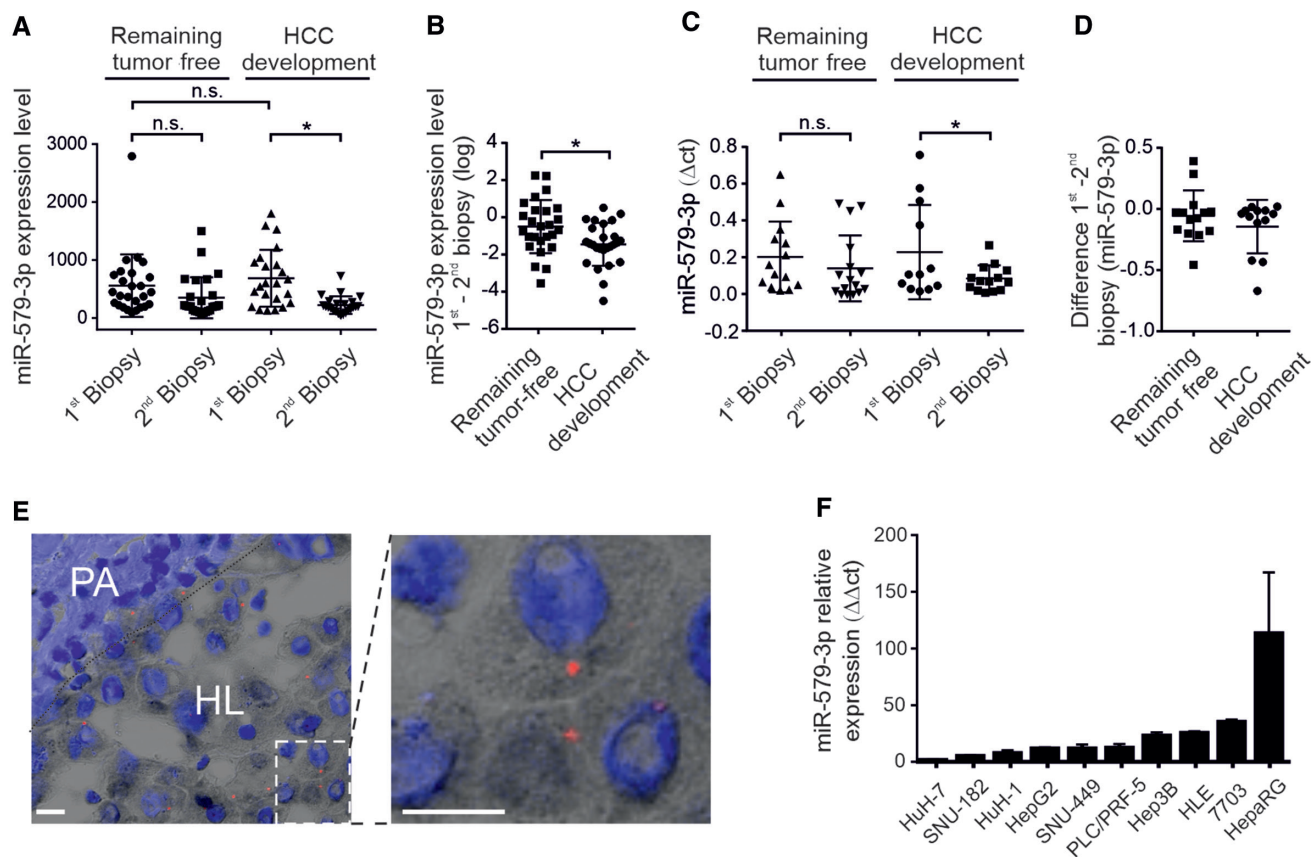 A
Remaining
tumor free
HCC
development
miR-579-3p expression level
n.s.
n.s.
*
3000
2000
1000
0
1st Biopsy
2nd Biopsy
1st Biopsy
2nd Biopsy
B
miR-579-3p expression level
1st - 2nd biopsy (log)
*
4
2
0
-2
-4
-6
Remaining
tumor-free
HCC
development
C
Remaining
tumor free
HCC
development
miR-579-3p (Δct)
n.s.
*
0.8
0.6
0.4
0.2
0.0
-0.2
1st Biopsy
2nd Biopsy
1st Biopsy
2nd Biopsy
D
Difference 1st -2nd
biopsy (miR-579-3p)
0.5
0.0
-0.5
-1.0
Remaining
tumor free
HCC
development
E
PA
HL
F
miR-579-3p relative
expression (ΔΔct)
200
150
100
50
0
HuH-7
SNU-182
HuH-1
HepG2
SNU-449
PLC/PRF-5
Hep3B
HLE
7703
HepaRG